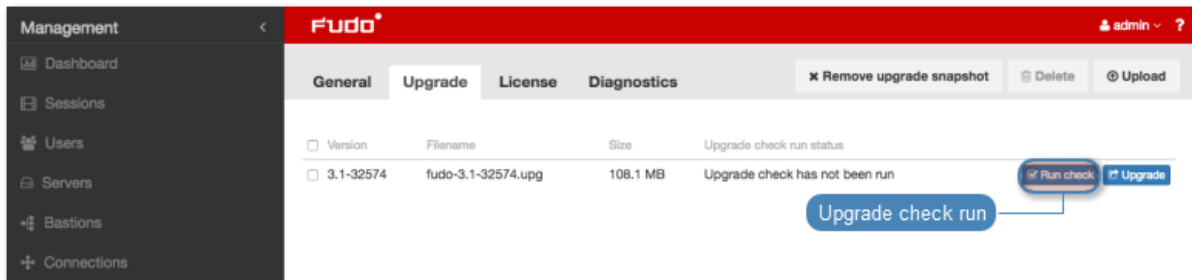 Management
Fudo
admin
?
Dashboard
General Upgrade License Diagnostics
Remove upgrade snapshot
Delete
Upload
Sessions
Users
Version Filename Size Upgrade check run status
3.1-32574 fudo-3.1-32574.upg 108.1 MB Upgrade check has not been run Run check Upgrade
Servers
Upgrade check run
Bastions
Connections